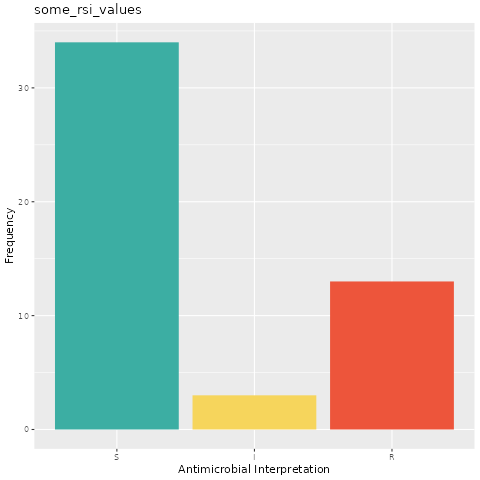 some_rsi_values
Frequency
30
20
10
0
S
I
R
Antimicrobial Interpretation